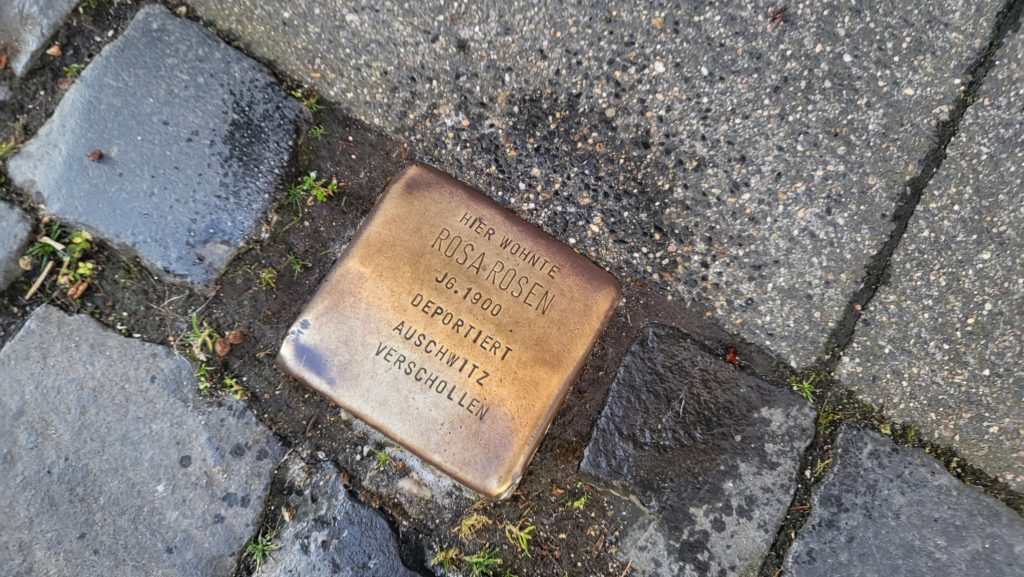 HIER WOHNTE
ROSA ROSEN
JG. 1900
DEPORTIERT
AUSCHWITZ
VERSCHOLLEN